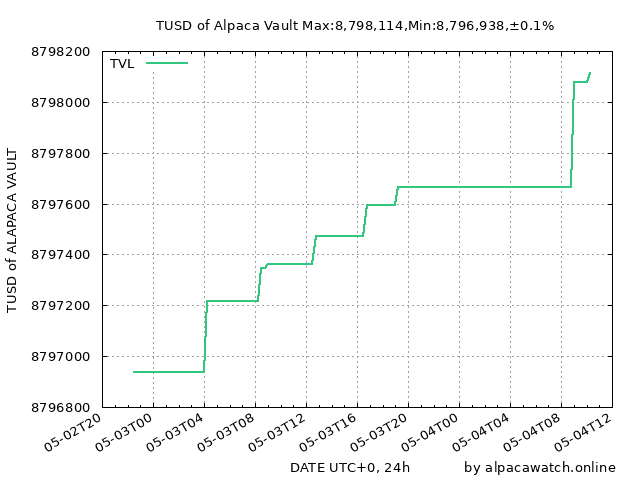 TUSD of Alpaca Vault Max:8,798,114,Min:8,796,938,±0.1%
TVL
8798200
8798000
8797800
8797600
8797400
8797200
8797000
8796800
TUSD of ALAPACA VAULT
05-02T20
05-03T00
05-03T04
05-03T08
05-03T12
05-03T16
05-03T20
05-04T00
05-04T04
05-04T08
05-04T12
DATE UTC+0, 24h
by alpacawatch.online